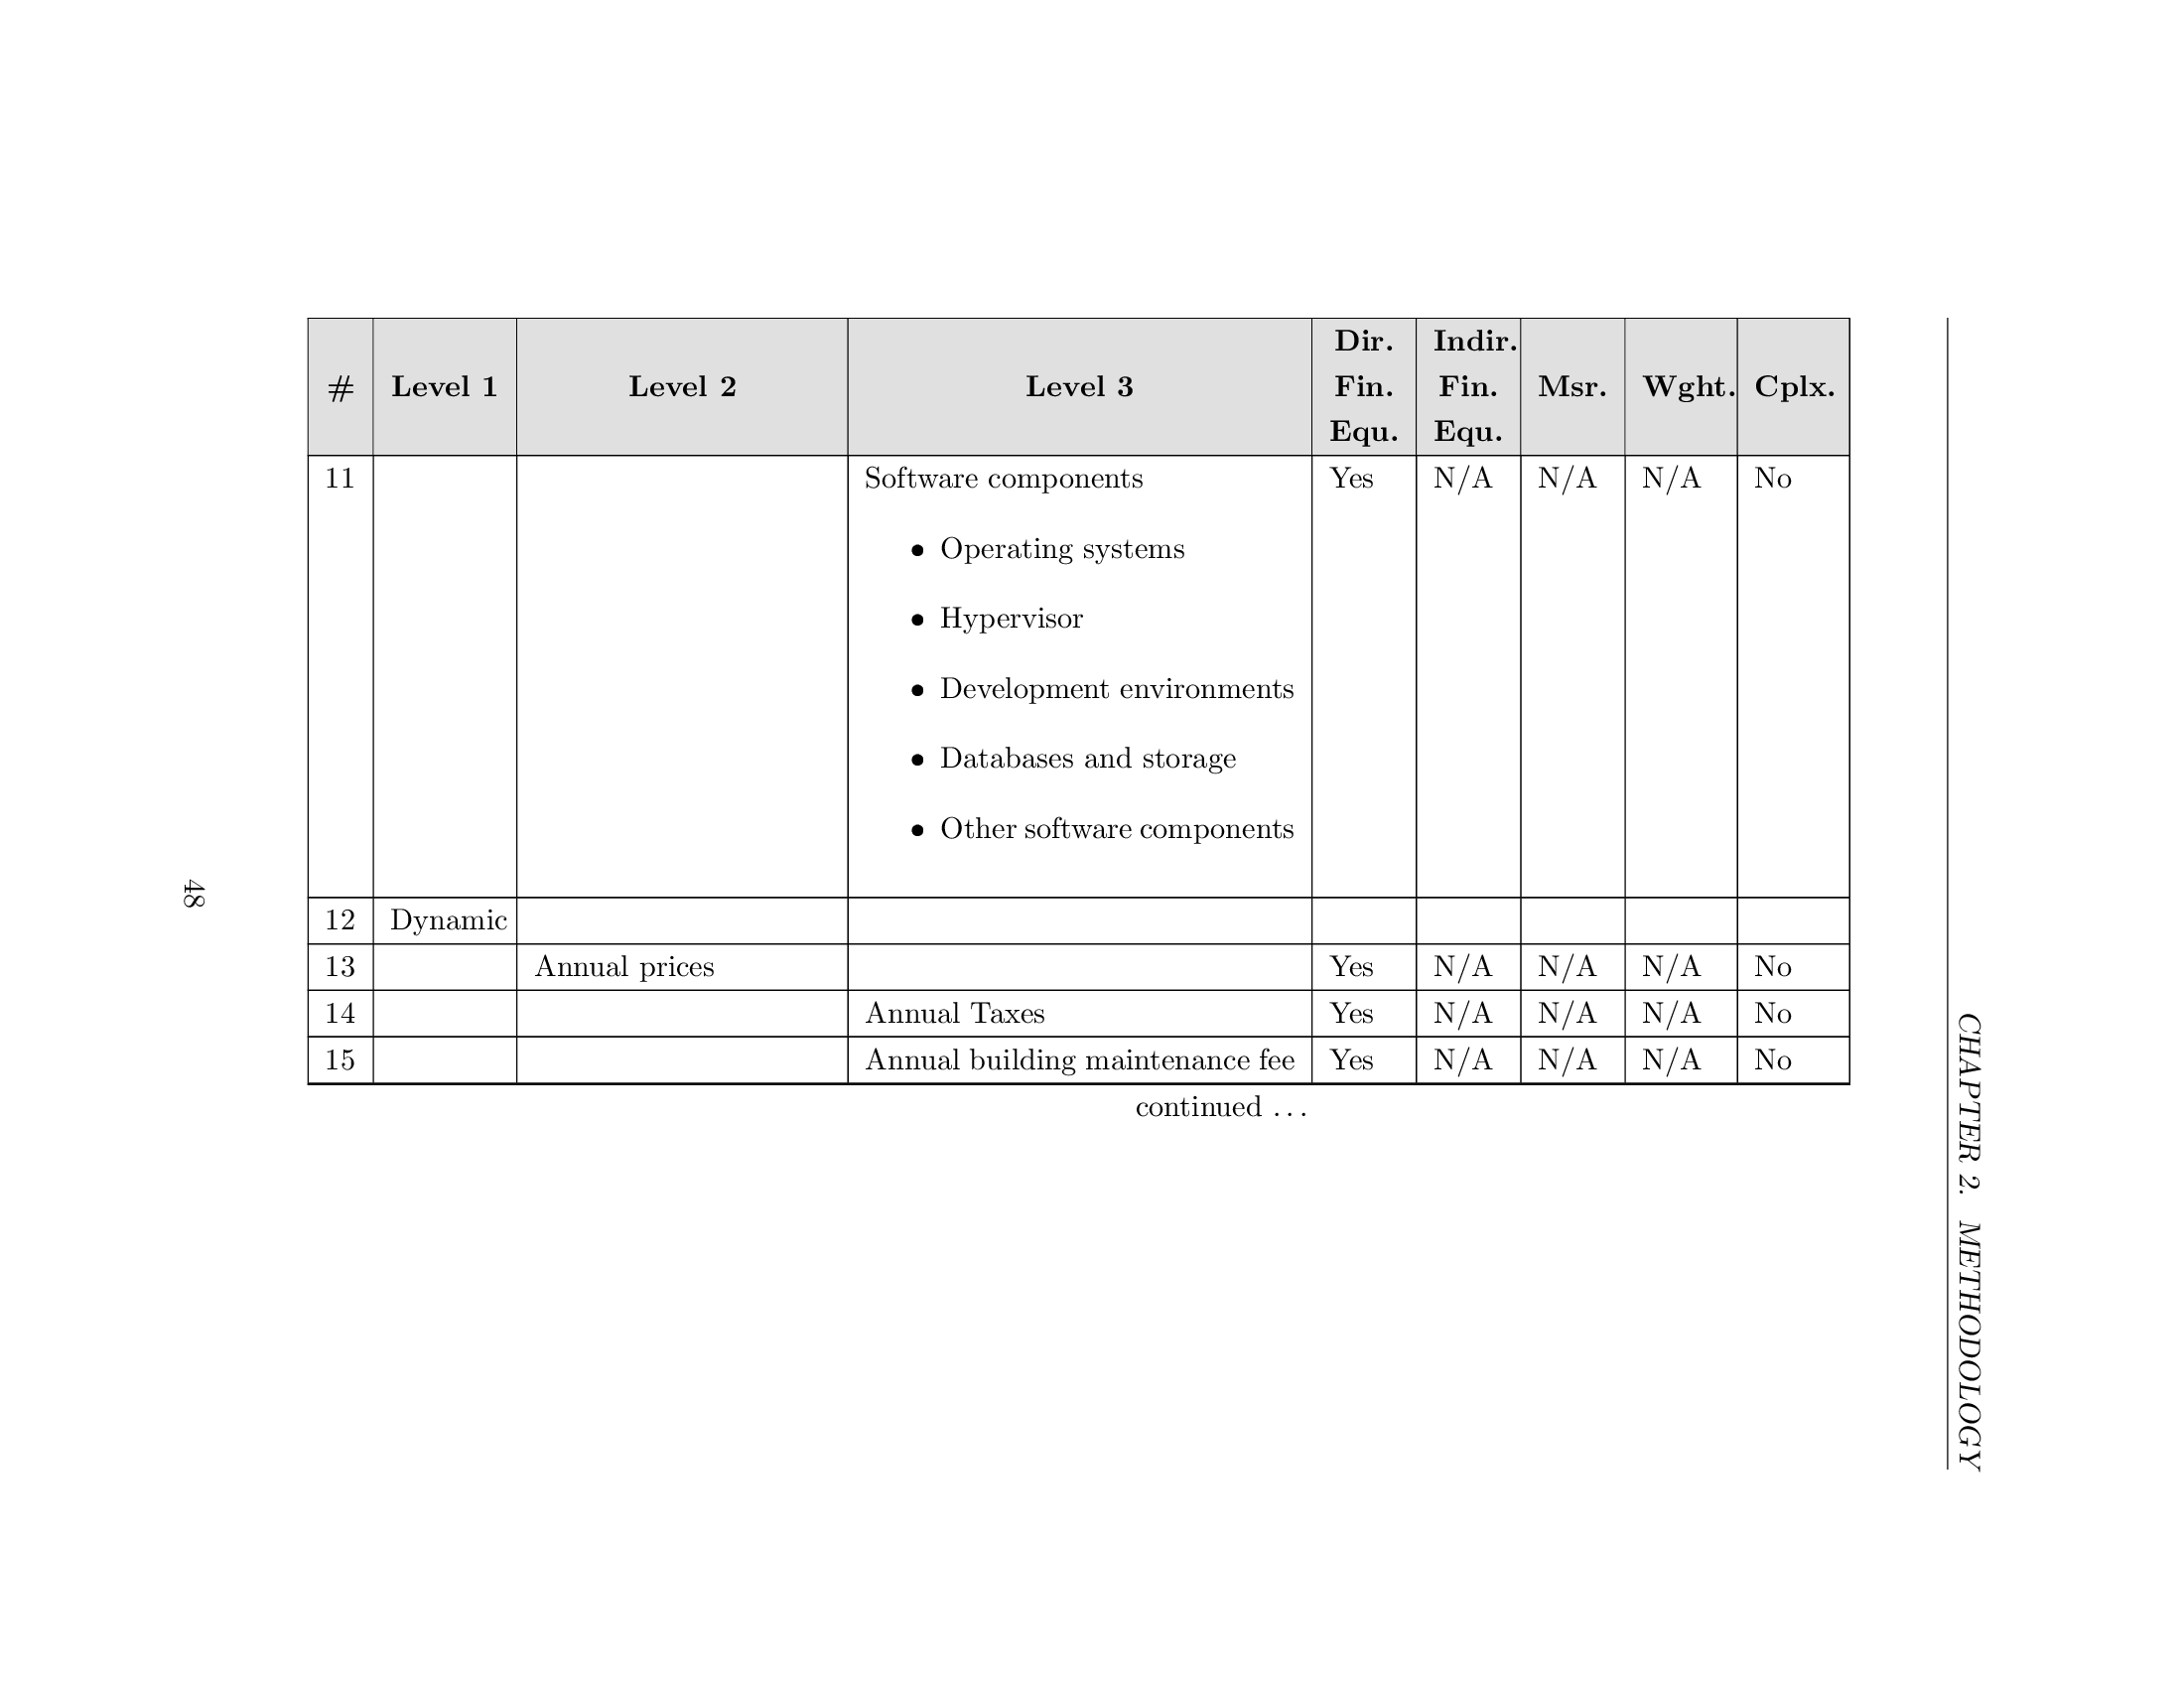 CHAPTER 2. METHODOLOGY
# Level 1 Level 2 Level 3 Dir. Fin. Equ. Indir. Fin. Equ. Msr. Wght. Cplx.
11 Software components Yes N/A N/A N/A No
• Operating systems
• Hypervisor
• Development environments
• Databases and storage
• Other software components
12 Dynamic
13 Annual prices Yes N/A N/A N/A No
14 Annual Taxes Yes N/A N/A N/A No
15 Annual building maintenance fee Yes N/A N/A N/A No
continued ...
48